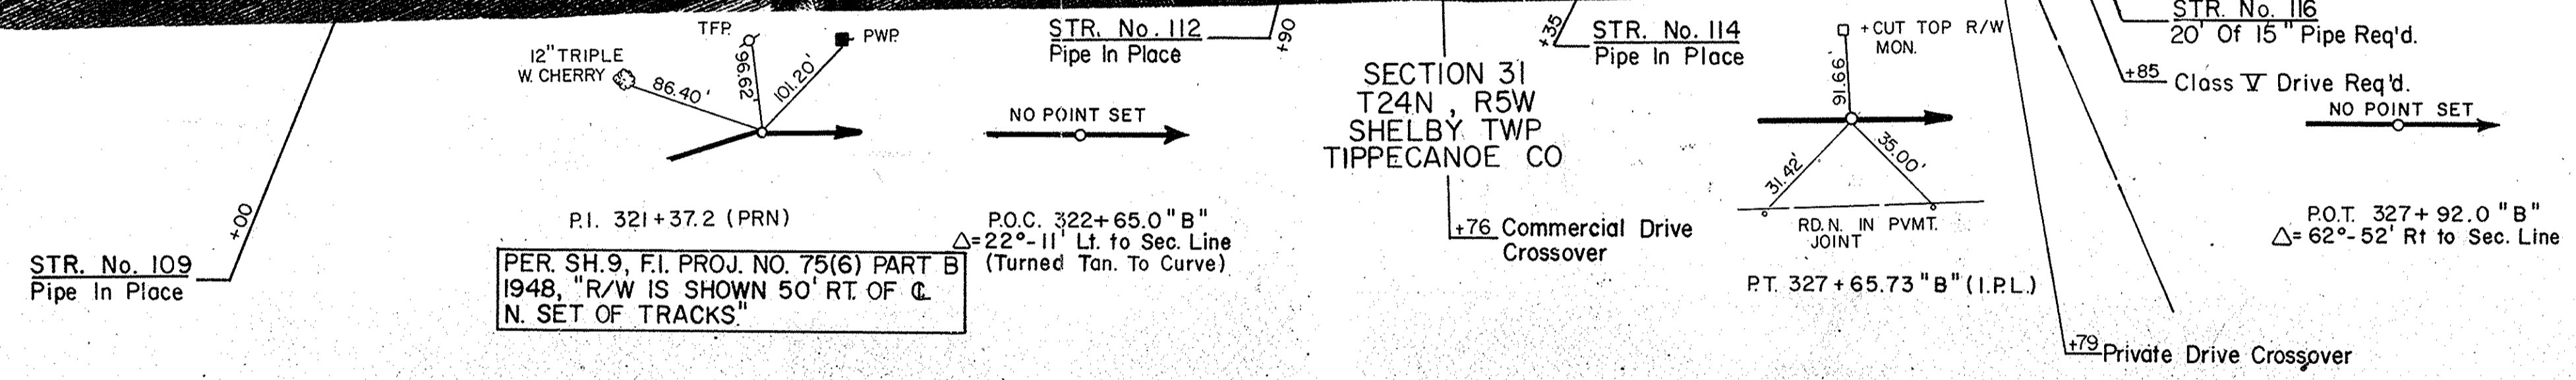 +00
STR. No. 109
Pipe In Place
12" TRIPLE
W. CHERRY
TFP.
PWP.
86.40'
96.62'
101.20'
P.I. 321+37.2 (PRN)
PER. SH.9, F.I. PROJ. NO. 75(6) PART B
1948, "R/W IS SHOWN 50' RT. OF ℄
N. SET OF TRACKS."
NO POINT SET
P.O.C. 322+65.0 "B"
Δ=22°-11' Lt. to Sec. Line
(Turned Tan. To Curve)
STR. No. 112
Pipe In Place
+90
SECTION 31
T24N , R5W
SHELBY TWP
TIPPECANOE CO
+76 Commercial Drive
Crossover
+35
STR. No. 114
Pipe In Place
+CUT TOP R/W
MON.
91.66'
31.42'
35.00'
RD. N. IN PVMT.
JOINT
P.T. 327+65.73 "B" (I.P.L.)
STR. No. 116
20' Of 15" Pipe Req'd.
+85 Class V Drive Req'd.
NO POINT SET
P.O.T. 327+92.0 "B"
Δ= 62°-52' Rt to Sec. Line
+79 Private Drive Crossover